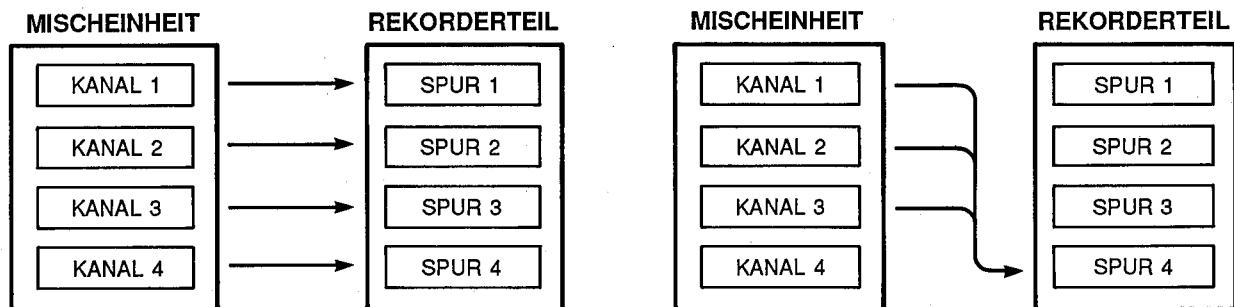 MISCHEINHEIT REKORDERTEIL MISCHEINHEIT REKORDERTEIL
KANAL 1 SPUR 1 KANAL 1 SPUR 1
KANAL 2 SPUR 2 KANAL 2 SPUR 2
KANAL 3 SPUR 3 KANAL 3 SPUR 3
KANAL 4 SPUR 4 KANAL 4 SPUR 4